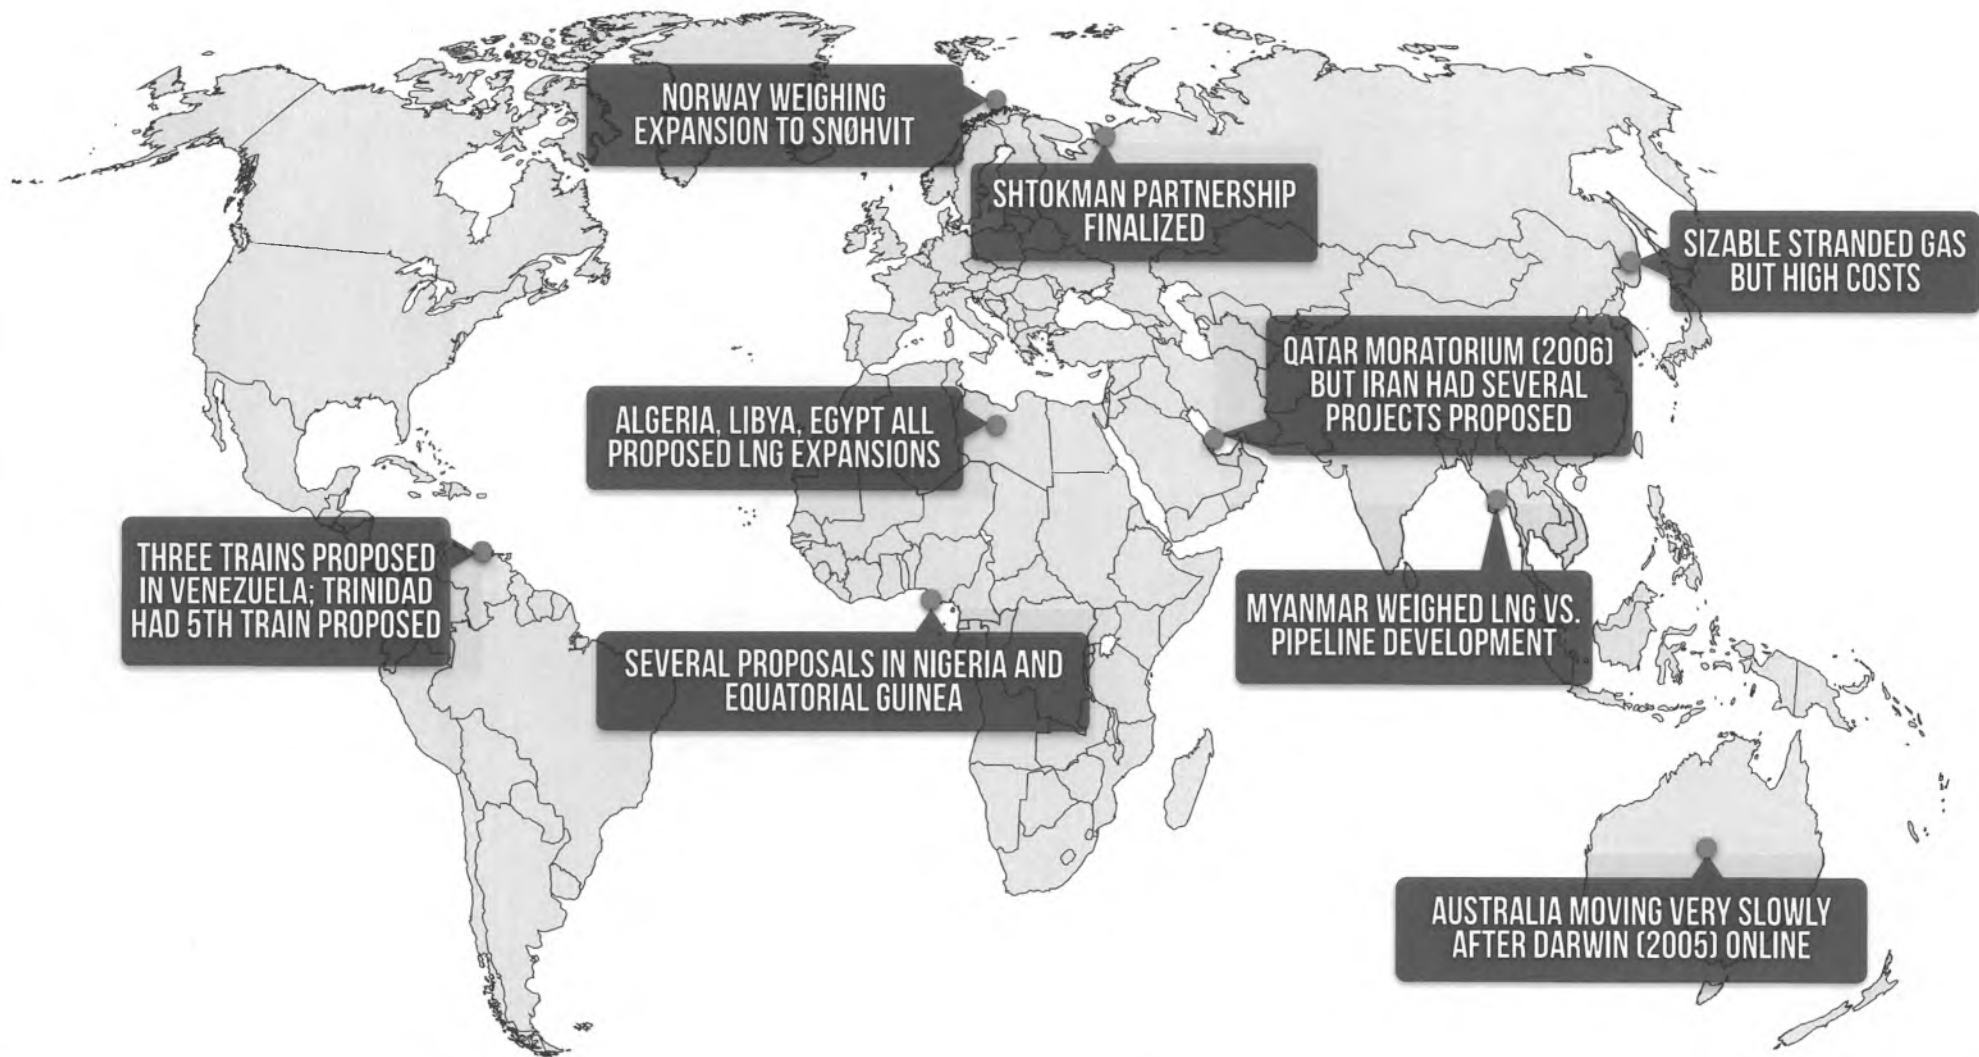 NORWAY WEIGHING
EXPANSION TO SNØHVIT
SHTOKMAN PARTNERSHIP
FINALIZED
SIZABLE STRANDED GAS
BUT HIGH COSTS
QATAR MORATORIUM (2006)
BUT IRAN HAD SEVERAL
PROJECTS PROPOSED
ALGERIA, LIBYA, EGYPT ALL
PROPOSED LNG EXPANSIONS
THREE TRAINS PROPOSED
IN VENEZUELA; TRINIDAD
HAD 5TH TRAIN PROPOSED
MYANMAR WEIGHED LNG VS.
PIPELINE DEVELOPMENT
SEVERAL PROPOSALS IN NIGERIA AND
EQUATORIAL GUINEA
AUSTRALIA MOVING VERY SLOWLY
AFTER DARWIN (2005) ONLINE